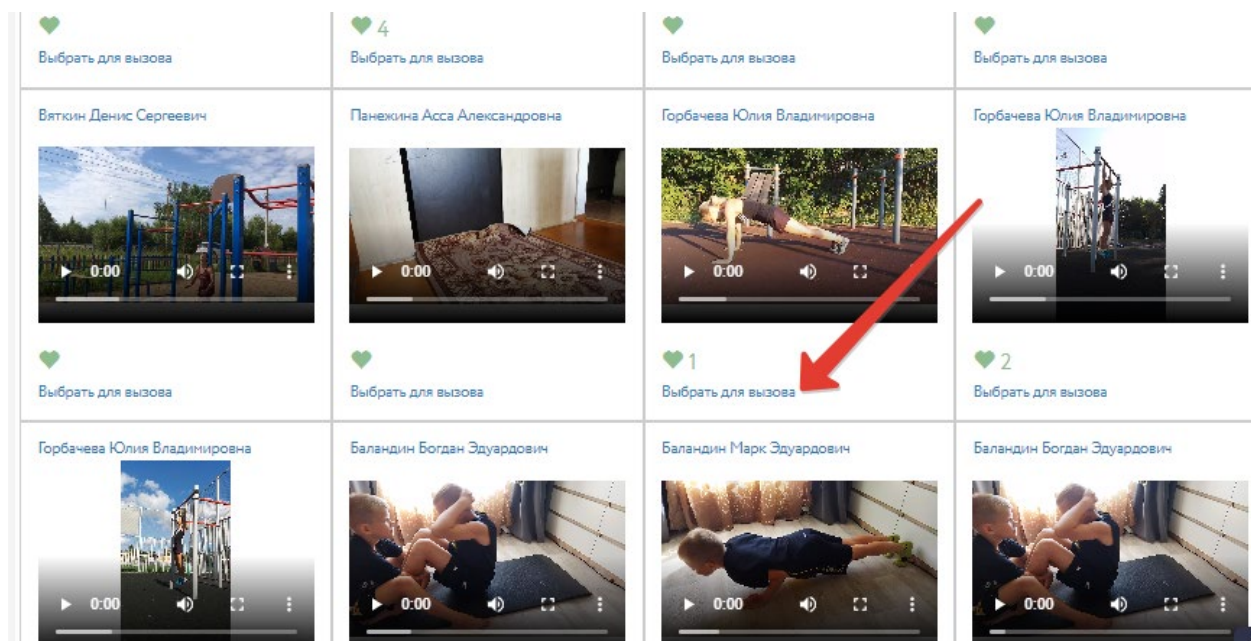 4
Выбрать для вызова Выбрать для вызова Выбрать для вызова Выбрать для вызова
Вяткин Денис Сергеевич Панежина Асса Александровна Горбачева Юлия Владимировна Горбачева Юлия Владимировна
0:00 0:00 0:00 0:00
1 2
Выбрать для вызова Выбрать для вызова Выбрать для вызова Выбрать для вызова
Горбачева Юлия Владимировна Баландин Богдан Эдуардович Баландин Марк Эдуардович Баландин Богдан Эдуардович
0:00 0:00 0:00 0:00